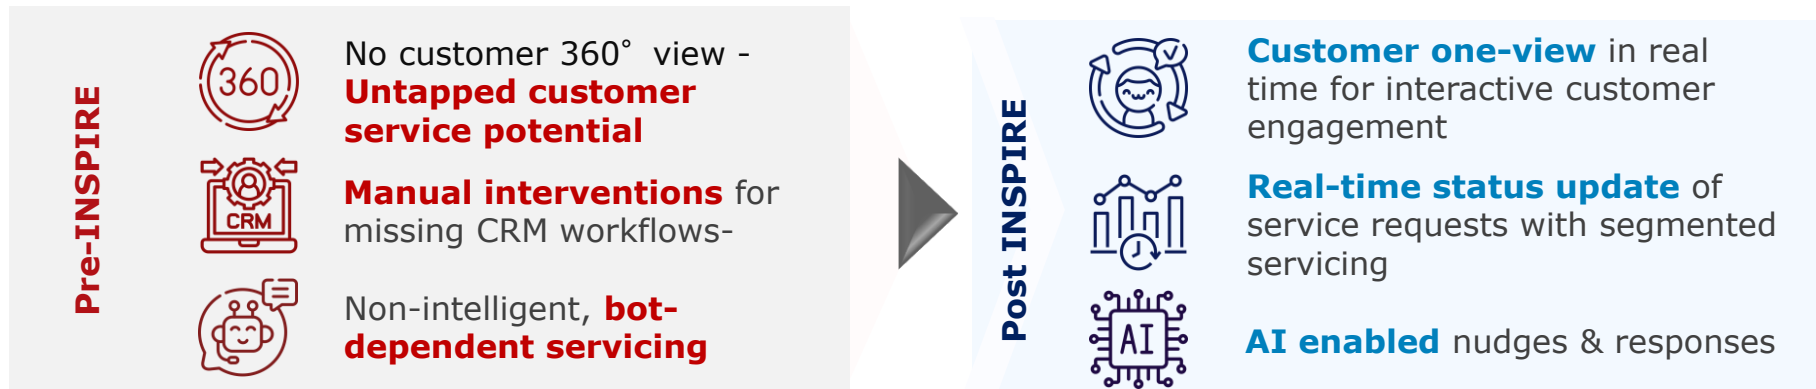 Pre-INSPIRE
360
No customer 360° view -
Untapped customer
service potential
CRM
Manual interventions for
missing CRM workflows-
Non-intelligent, bot-
dependent servicing
Post INSPIRE
Customer one-view in real
time for interactive customer
engagement
Real-time status update of
service requests with segmented
servicing
AI
AI enabled nudges & responses